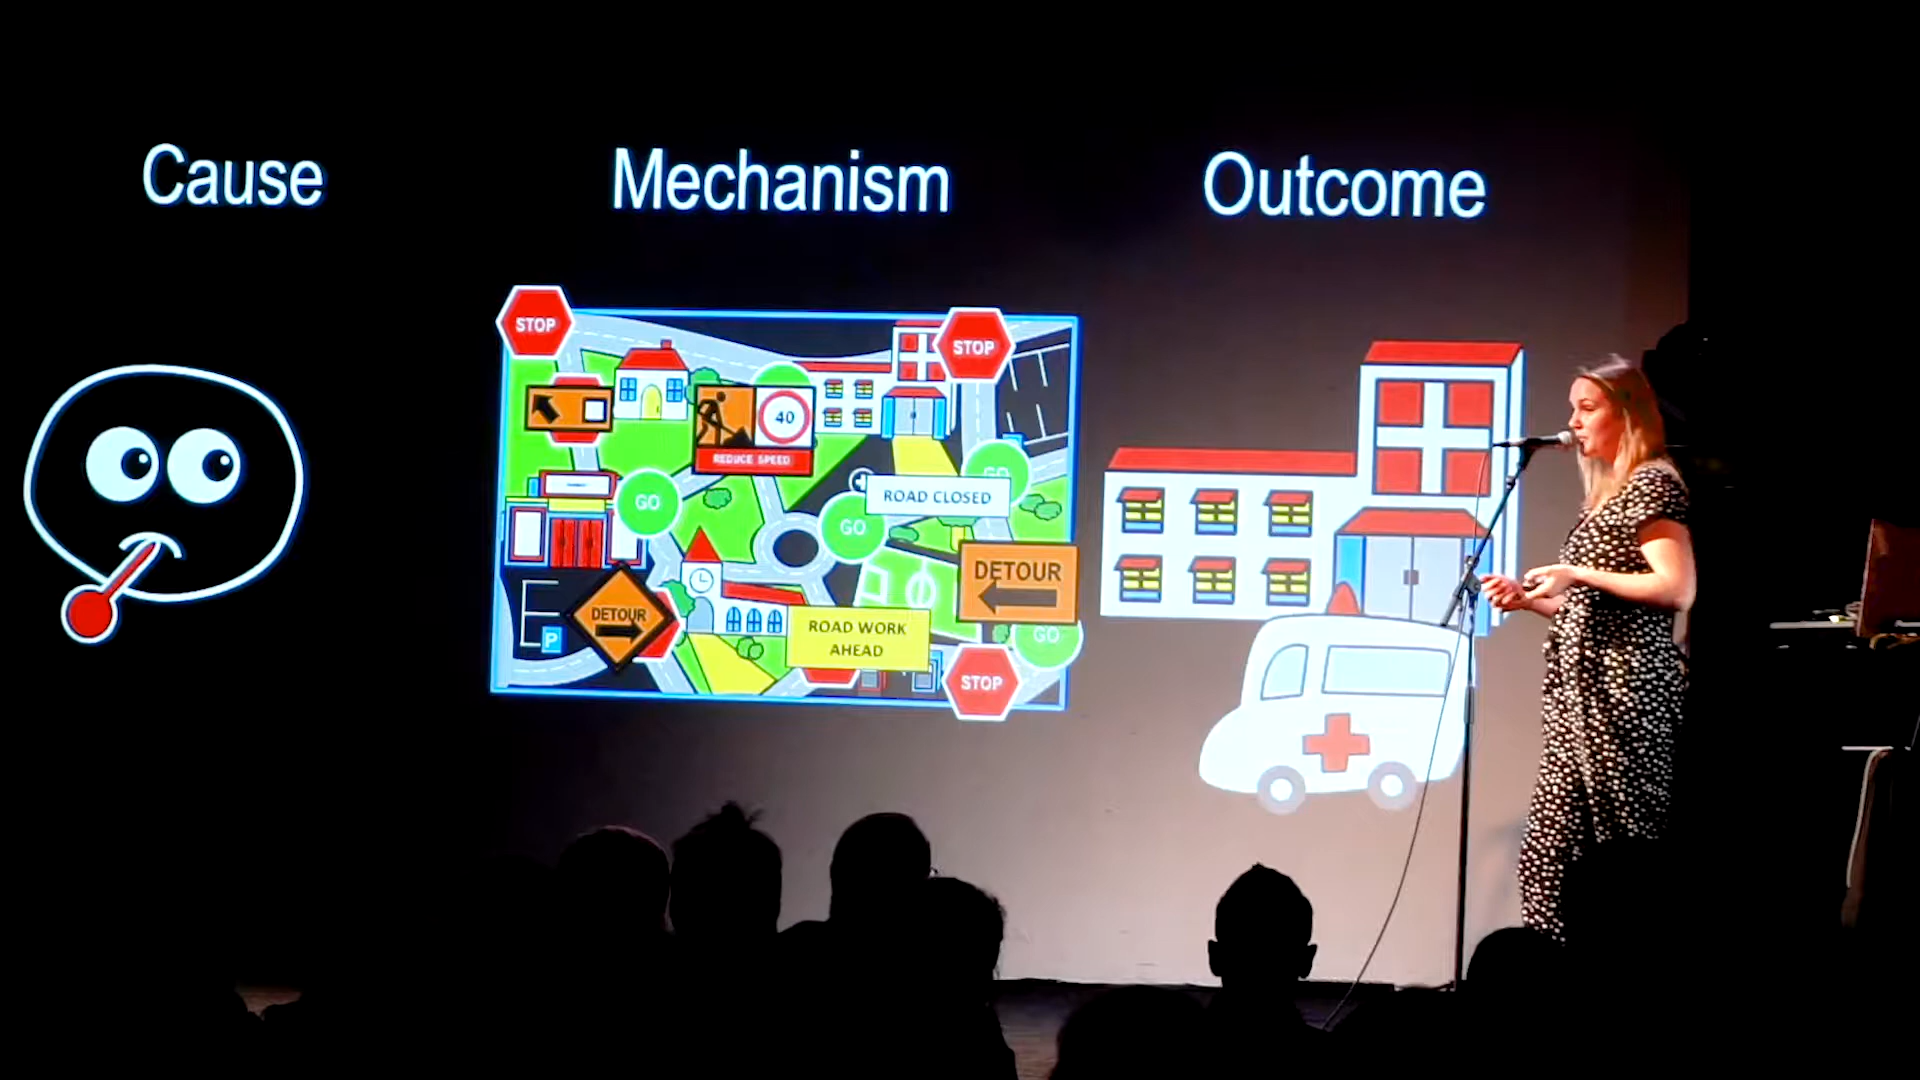 Cause
Mechanism
Outcome
STOP
STOP
40
REDUCE SPEED
GO
GO
GO
ROAD CLOSED
DETOUR
DETOUR
ROAD WORK
AHEAD
GO
P
STOP